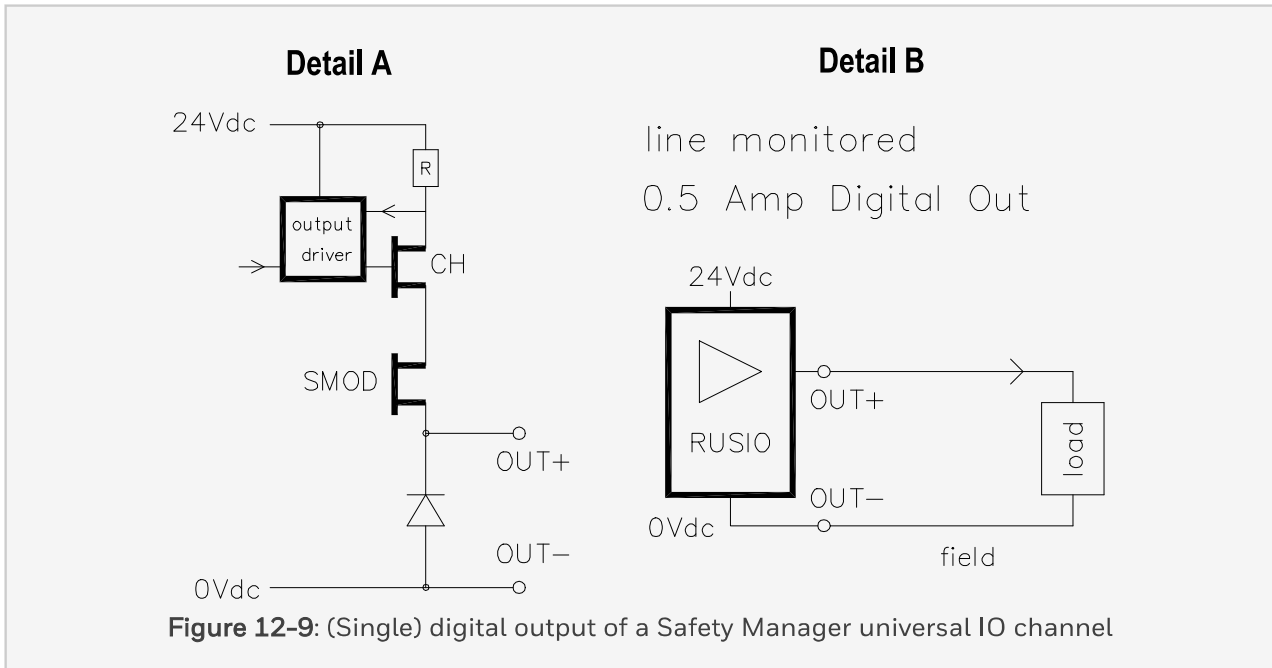 Detail A
24Vdc
R
output
driver
CH
SMOD
OUT+
OUT−
0Vdc
Detail B
line monitored
0.5 Amp Digital Out
24Vdc
RUSIO
OUT+
load
OUT−
0Vdc
field
Figure 12-9: (Single) digital output of a Safety Manager universal IO channel